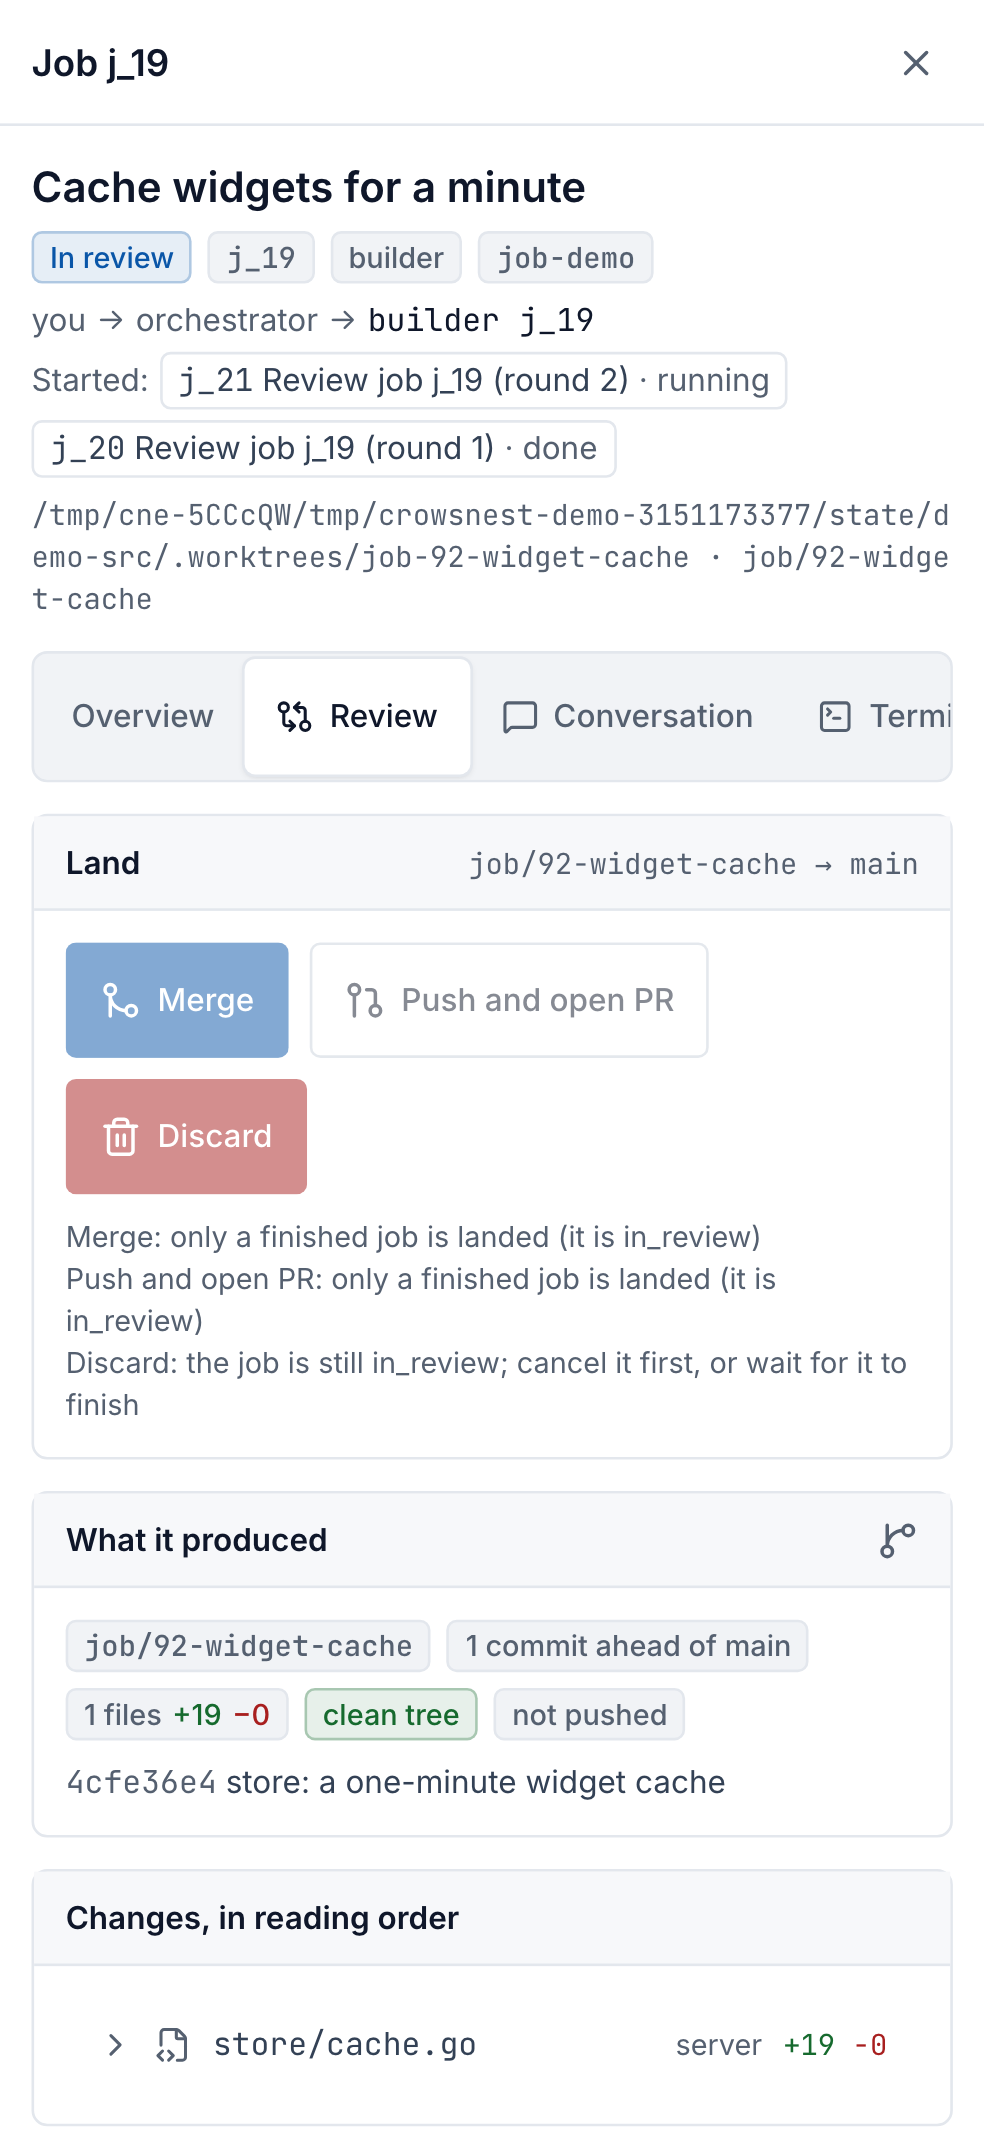 Job j_19
Cache widgets for a minute
In review j_19 builder job-demo
you → orchestrator → builder j_19
Started: j_21 Review job j_19 (round 2) · running
j_20 Review job j_19 (round 1) · done
/tmp/cne-5CCcQW/tmp/crowsnest-demo-3151173377/state/d
emo-src/.worktrees/job-92-widget-cache · job/92-widge
t-cache
Overview Review Conversation Termi
Land job/92-widget-cache → main
Merge Push and open PR
Discard
Merge: only a finished job is landed (it is in_review)
Push and open PR: only a finished job is landed (it is
in_review)
Discard: the job is still in_review; cancel it first, or wait for it to
finish
What it produced
job/92-widget-cache 1 commit ahead of main
1 files +19 −0 clean tree not pushed
4cfe36e4 store: a one-minute widget cache
Changes, in reading order
store/cache.go server +19 -0